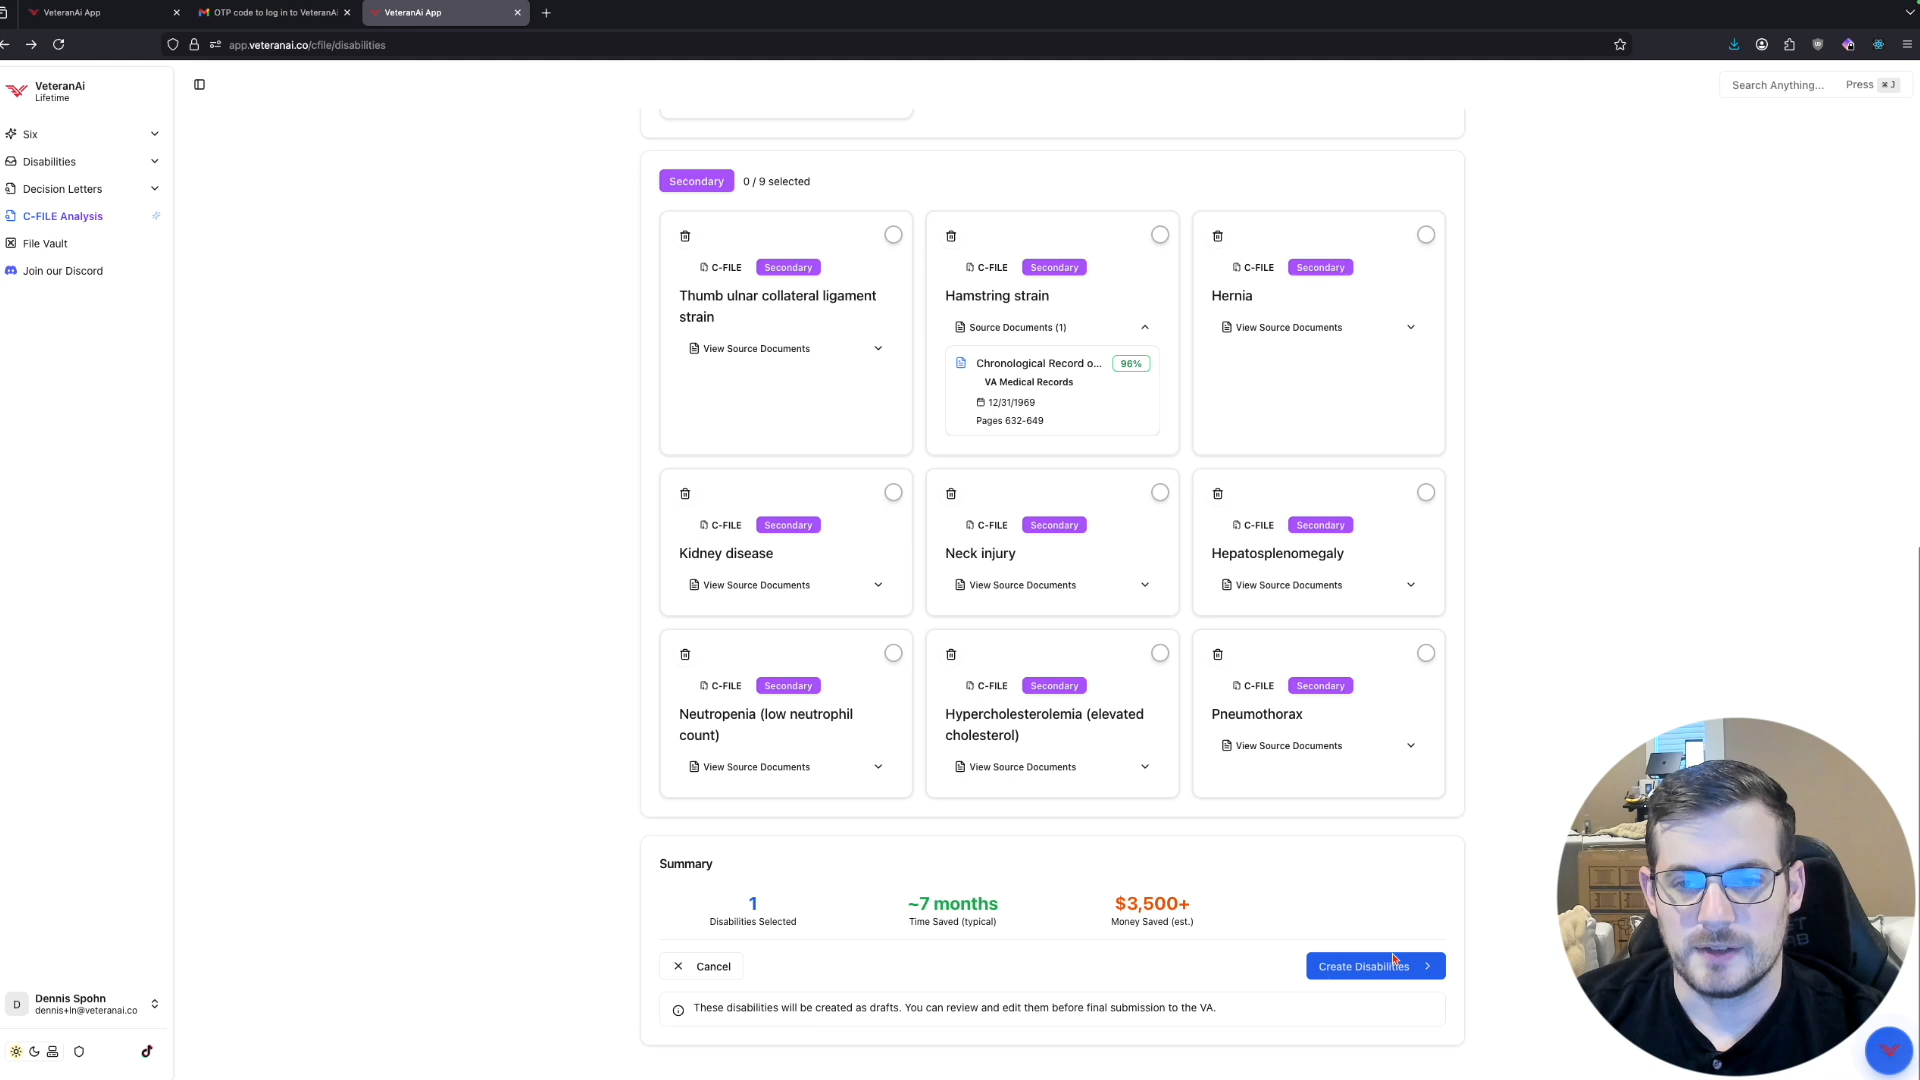 VeteranAi App
OTP code to log in to VeteranAi
VeteranAi App
app.veteranai.co/cfile/disabilities
VeteranAi
Lifetime
Search Anything...
Press ⌘ J
Six
Disabilities
Decision Letters
C-FILE Analysis
File Vault
Join our Discord
Secondary
0 / 9 selected
C-FILE
Secondary
Thumb ulnar collateral ligament
strain
View Source Documents
C-FILE
Secondary
Hamstring strain
Source Documents (1)
Chronological Record o...
96%
VA Medical Records
12/31/1969
Pages 632-649
C-FILE
Secondary
Hernia
View Source Documents
C-FILE
Secondary
Kidney disease
View Source Documents
C-FILE
Secondary
Neck injury
View Source Documents
C-FILE
Secondary
Hepatosplenomegaly
View Source Documents
C-FILE
Secondary
Neutropenia (low neutrophil
count)
View Source Documents
C-FILE
Secondary
Hypercholesterolemia (elevated
cholesterol)
View Source Documents
C-FILE
Secondary
Pneumothorax
View Source Documents
Summary
1
Disabilities Selected
~7 months
Time Saved (typical)
$3,500+
Money Saved (est.)
Cancel
Create Disabilities
These disabilities will be created as drafts. You can review and edit them before final submission to the VA.
D
Dennis Spohn
dennis+ln@veteranai.co